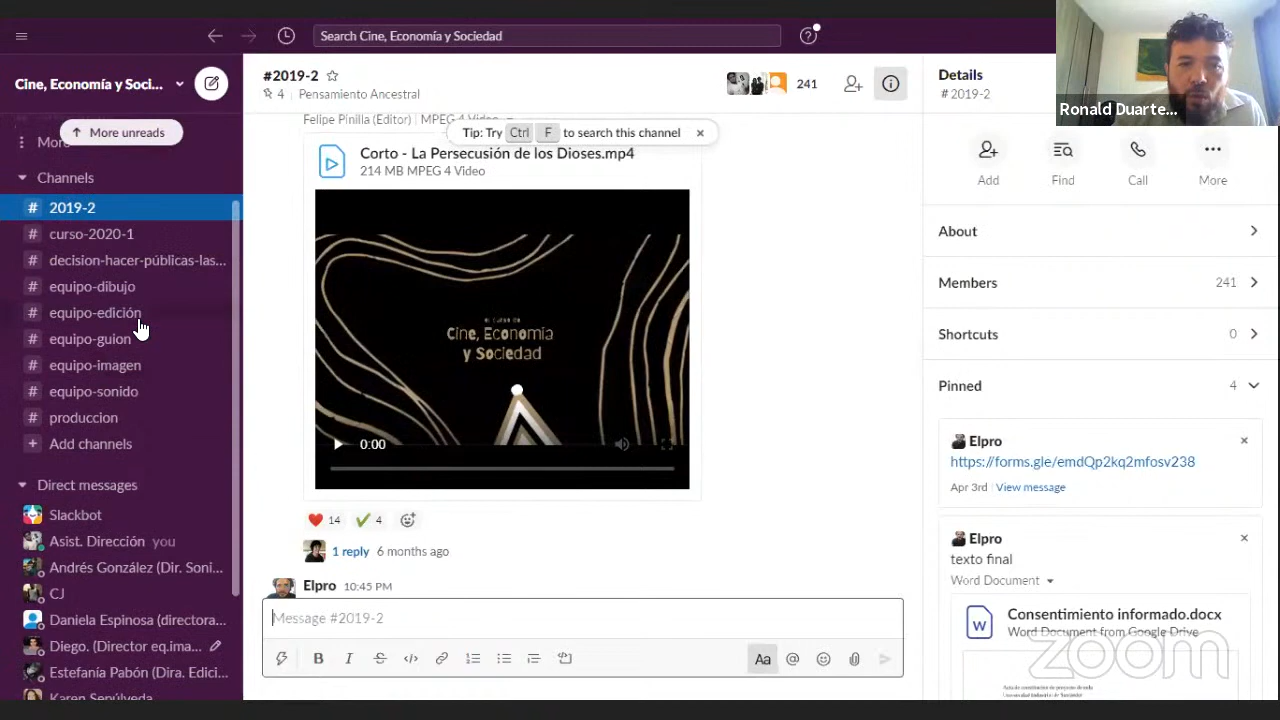 Search Cine, Economía y Sociedad
Ronald Duarte...
Cine, Economía y Soci...
More unreads
More
Channels
# 2019-2
# curso-2020-1
# decision-hacer-públicas-las...
# equipo-dibujo
# equipo-edición
# equipo-guion
# equipo-imagen
# equipo-sonido
# produccion
+ Add channels
Direct messages
Slackbot
Asist. Dirección you
Andrés González (Dir. Soni...
CJ
Daniela Espinosa (directora...
Diego. (Director eq.ima...
Estefanía Pabón (Dira. Edici...
Karen Sepúlveda
#2019-2
4 | Pensamiento Ancestral
241
Felipe Pinilla (Editor) | MPEG 4 Video
Tip: Try Ctrl F to search this channel ×
Corto - La Persecusión de los Dioses.mp4
214 MB MPEG 4 Video
el curso de
Cine, Economía
y Sociedad
0:00
14 4
1 reply 6 months ago
Elpro 10:45 PM
Message #2019-2
B I
Aa @
Details
# 2019-2
Add Find Call More
About
Members 241
Shortcuts 0
Pinned 4
Elpro ×
https://forms.gle/emdQp2kq2mfosv238
Apr 3rd | View message
Elpro ×
texto final
Word Document
W
Consentimiento informado.docx
Word Document from Google Drive
zoom